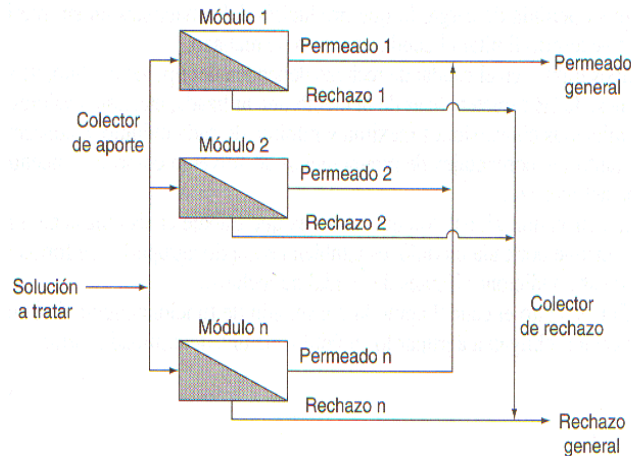 Módulo 1
Permeado 1
Permeado
general
Rechazo 1
Colector
de aporte
Módulo 2
Permeado 2
Rechazo 2
Solución
a tratar
Colector
de rechazo
Módulo n
Permeado n
Rechazo n
Rechazo
general